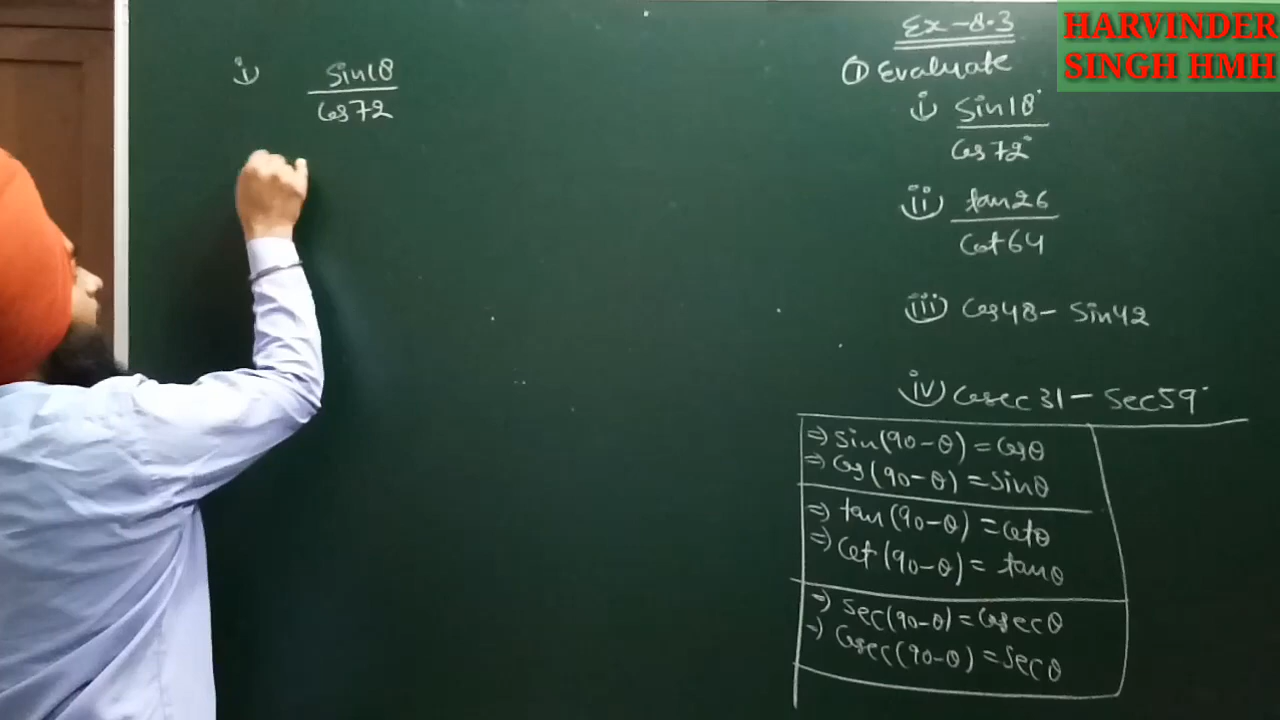 i) Sin18
Cos72
Ex-8.3
① Evaluate
i) Sin18°
Cos72°
ii) tan26
Cot64
iii) Cos48 - Sin42
iv) Cosec31 - Sec59°
⇒ sin(90-θ) = Cosθ
⇒ Cos(90-θ) = Sinθ
⇒ tan(90-θ) = Cotθ
⇒ Cot(90-θ) = tanθ
⇒ Sec(90-θ) = Cosecθ
⇒ Cosec(90-θ) = Secθ
HARVINDER
SINGH HMH